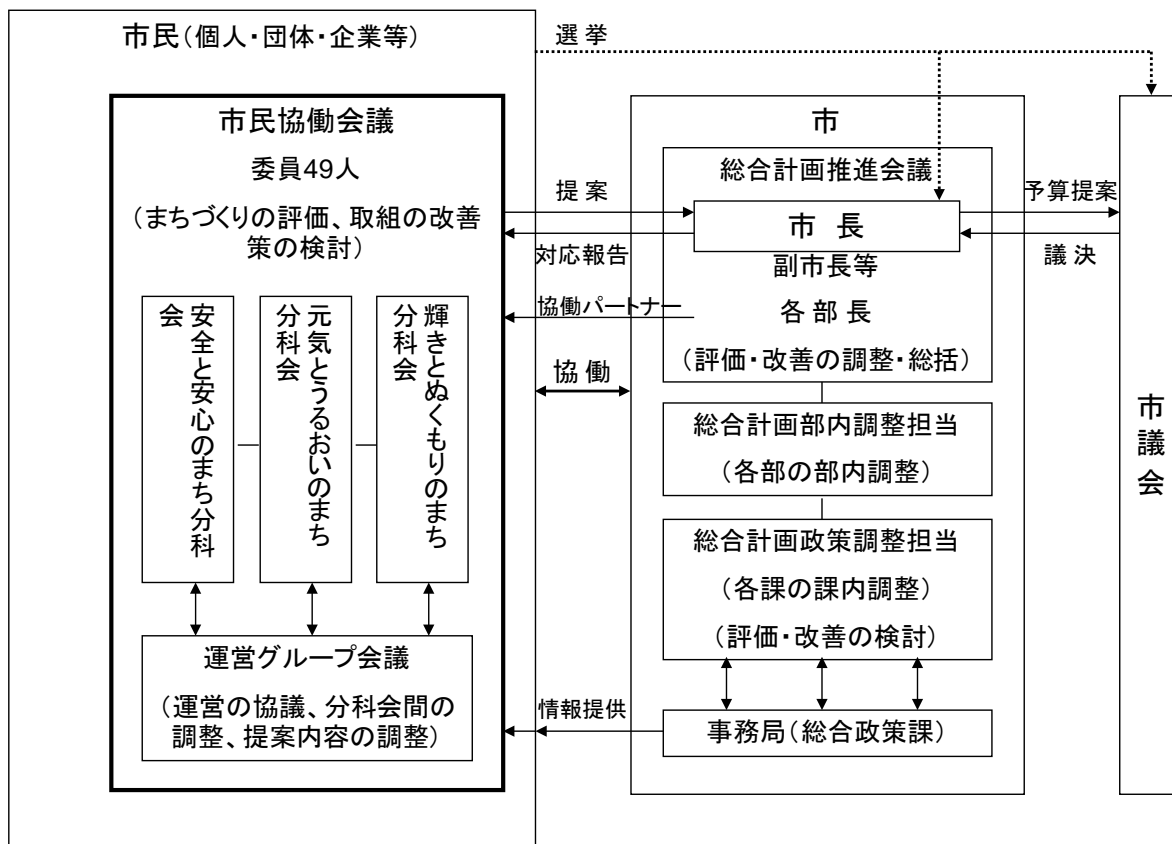 市民(個人・団体・企業等)
選 挙
市民協働会議
委員49人
(まちづくりの評価、取組の改善
策の検討)
安全と安心のまち分科
会
元気とうるおいのまち
分科会
輝きとぬくもりのまち
分科会
運営グループ会議
(運営の協議、分科会間の
調整、提案内容の調整)
提 案
対応報告
協働パートナー
協 働
情報提供
市
総合計画推進会議
市 長
副市長等
各 部 長
(評価・改善の調整・総括)
総合計画部内調整担当
(各部の部内調整)
総合計画政策調整担当
(各課の課内調整)
(評価・改善の検討)
事務局(総合政策課)
予算提案
議 決
市議会